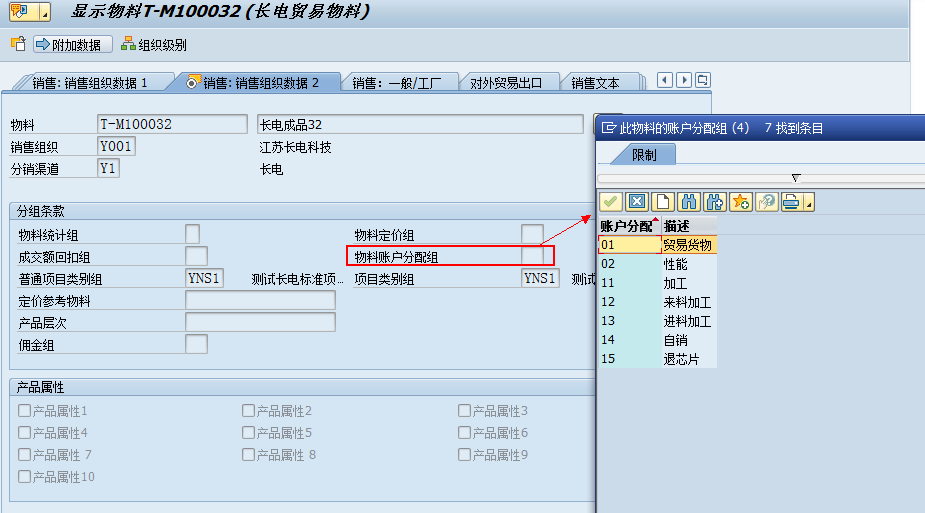 显示物料T-M100032 (长电贸易物料)
附加数据 组织级别
销售: 销售组织数据 1 销售: 销售组织数据 2 销售: 一般/工厂 对外贸易出口 销售文本
物料 T-M100032 长电成品32
销售组织 Y001 江苏长电科技
分销渠道 Y1 长电
分组条款
物料统计组 物料定价组
成交额回扣组 物料账户分配组
普通项目类别组 YNS1 测试长电标准项… 项目类别组 YNS1 测试
定价参考物料
产品层次
佣金组
产品属性
产品属性1 产品属性2 产品属性3
产品属性4 产品属性5 产品属性6
产品属性 7 产品属性 8 产品属性9
产品属性10
此物料的账户分配组 (4) 7 找到条目
限制
账户分配 描述
01 贸易货物
02 性能
11 加工
12 来料加工
13 进料加工
14 自销
15 退芯片